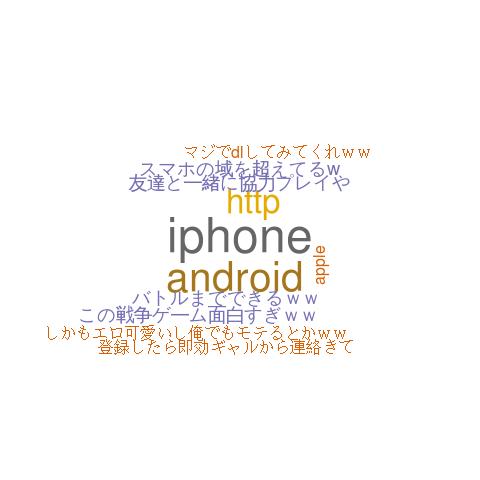 マジでdlしてみてくれｗｗ
スマホの域を超えてるw
友達と一緒に協力プレイや
http
iphone
apple
android
バトルまでできるｗｗ
この戦争ゲーム面白すぎｗｗ
しかもエロ可愛いし俺でもモテるとかｗｗ
登録したら即効ギャルから連絡きて